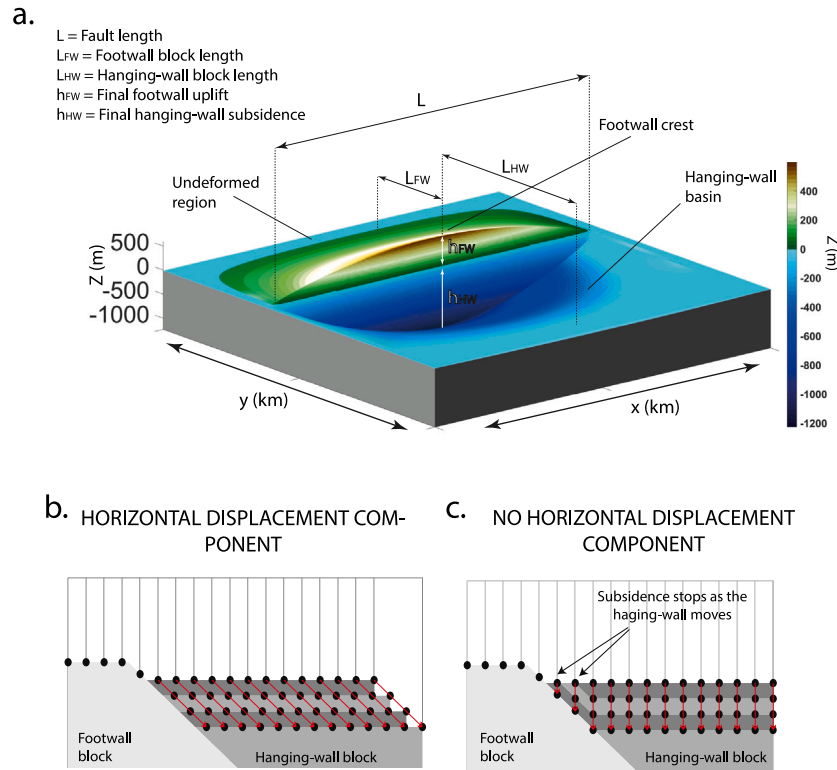 a.
L = Fault length
LFW = Footwall block length
LHW = Hanging-wall block length
hFW = Final footwall uplift
hHW = Final hanging-wall subsidence
L
Footwall crest
LFW
LHW
Undeformed
region
Hanging-wall
basin
hFW
hHW
Z (m)
500
0
-500
-1000
y (km)
x (km)
400
200
0
-200
-400
-600
-800
-1000
-1200
Z (m)
b. HORIZONTAL DISPLACEMENT COM-
PONENT
Footwall
block
Hanging-wall block
c. NO HORIZONTAL DISPLACEMENT
COMPONENT
Subsidence stops as the
haging-wall moves
Footwall
block
Hanging-wall block